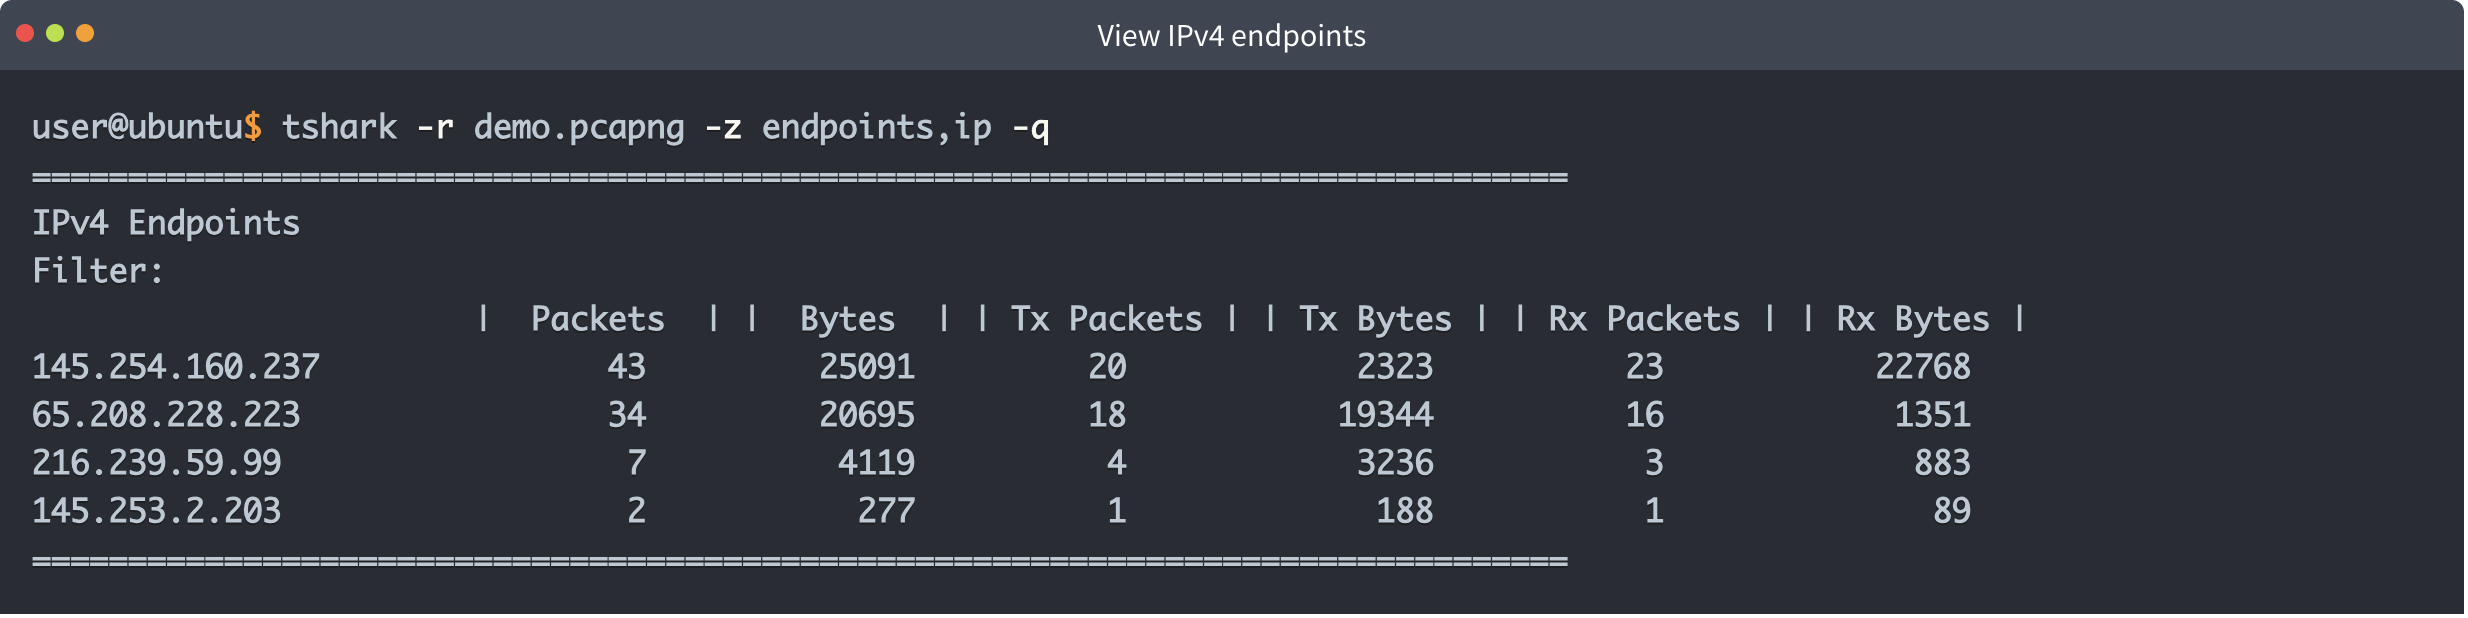 View IPv4 endpoints
user@ubuntu$ tshark -r demo.pcapng -z endpoints,ip -q
================================================================================
IPv4 Endpoints
Filter:
                       |  Packets  | |  Bytes  | | Tx Packets | | Tx Bytes | | Rx Packets | | Rx Bytes |
145.254.160.237               43         25091         20            2323          23           22768
65.208.228.223                34         20695         18           19344          16            1351
216.239.59.99                  7          4119          4            3236           3             883
145.253.2.203                  2           277          1             188           1              89
================================================================================